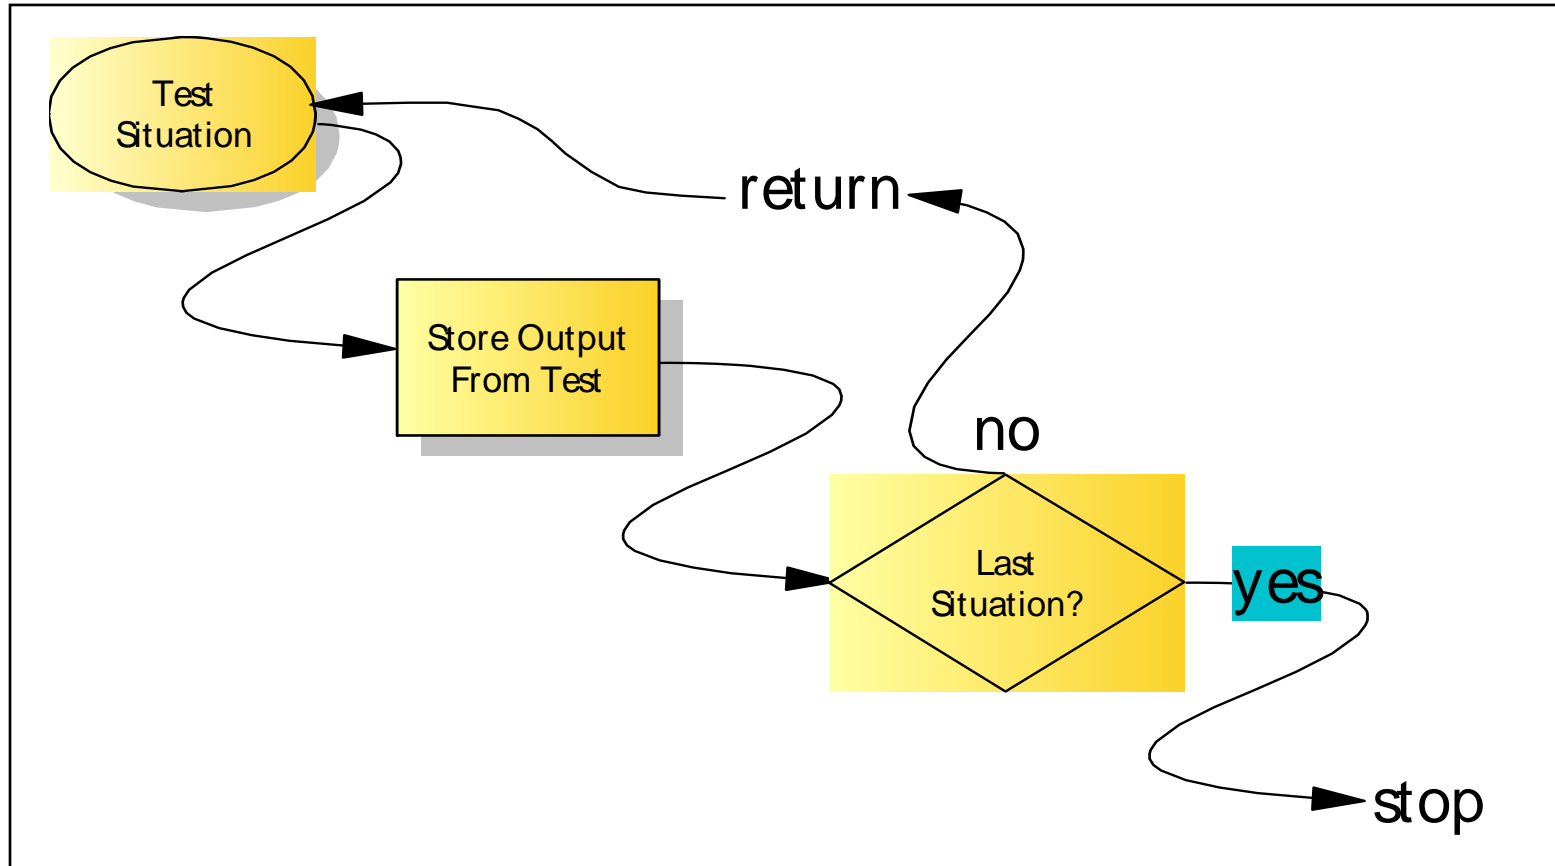 Test
Situation
return
Store Output
From Test
no
Last
Situation?
yes
stop